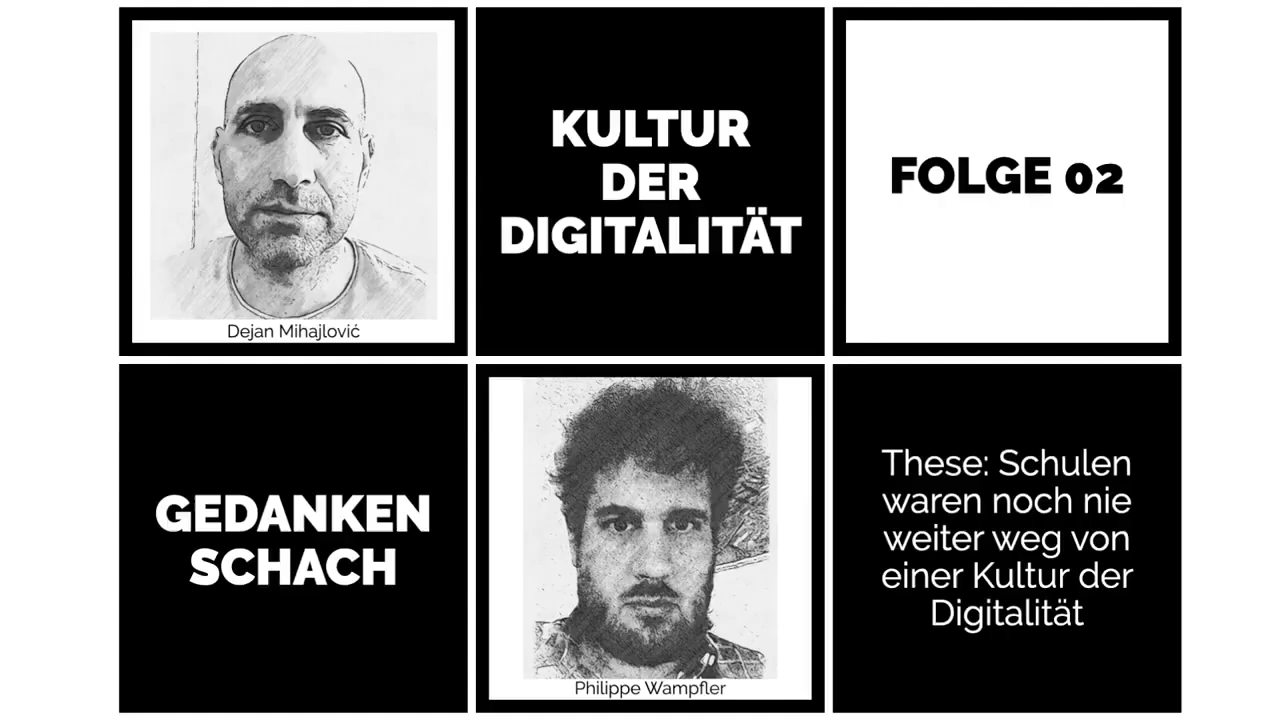 Dejan Mihajlović
KULTUR
DER
DIGITALITÄT
FOLGE 02
GEDANKEN
SCHACH
Philippe Wampfler
These: Schulen
waren noch nie
weiter weg von
einer Kultur der
Digitalität